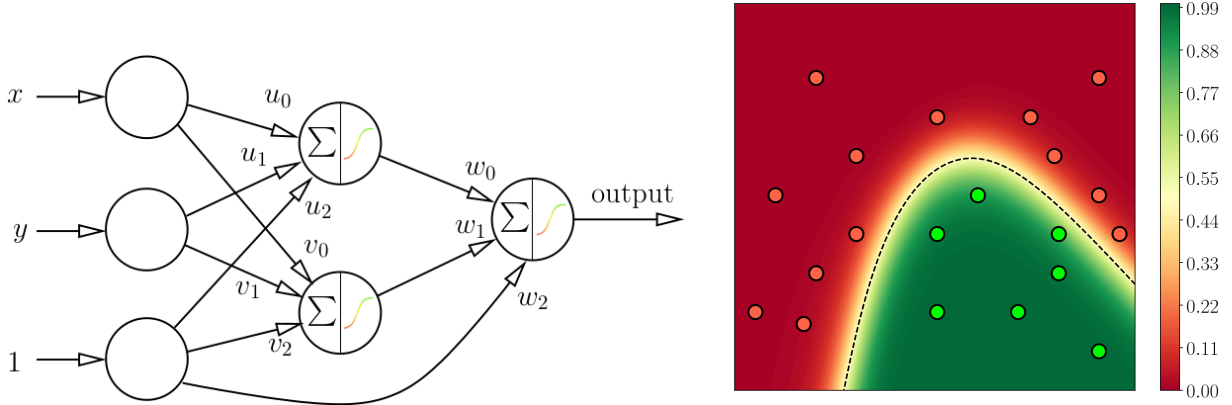 x
y
1
u₀
u₁
u₂
v₀
v₁
v₂
∑
∑
w₀
w₁
w₂
∑
output
0.99
0.88
0.77
0.66
0.55
0.44
0.33
0.22
0.11
0.00